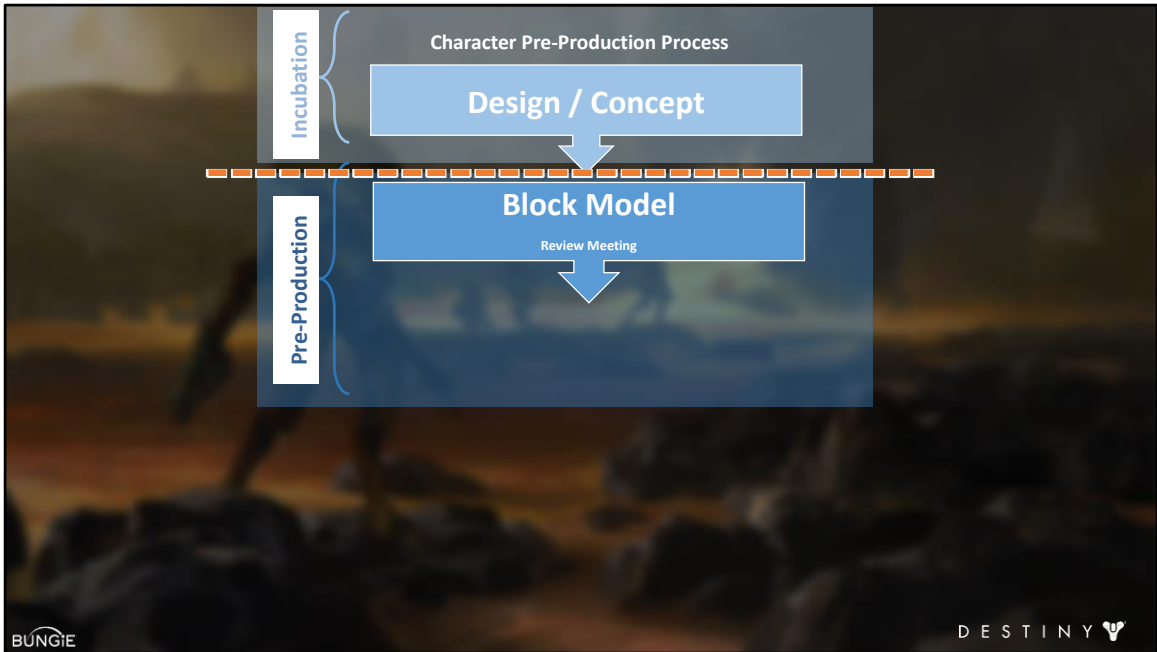 Character Pre-Production Process
Incubation
Design / Concept
Pre-Production
Block Model
Review Meeting
BUNGiE
DESTINY